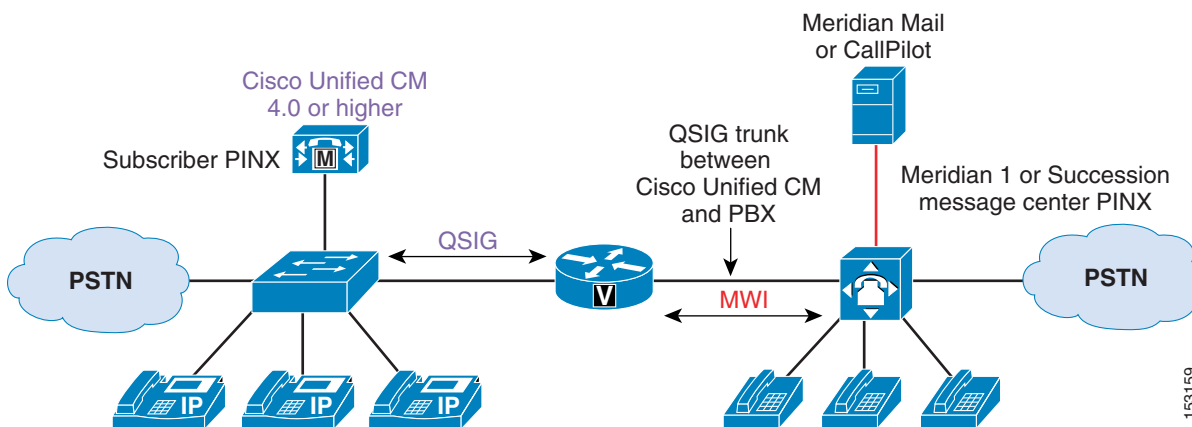 Meridian Mail
or CallPilot
Cisco Unified CM
4.0 or higher
M
Subscriber PINX
QSIG trunk
between
Cisco Unified CM
and PBX
Meridian 1 or Succession
message center PINX
QSIG
PSTN
V
MWI
PSTN
IP
IP
IP
153159